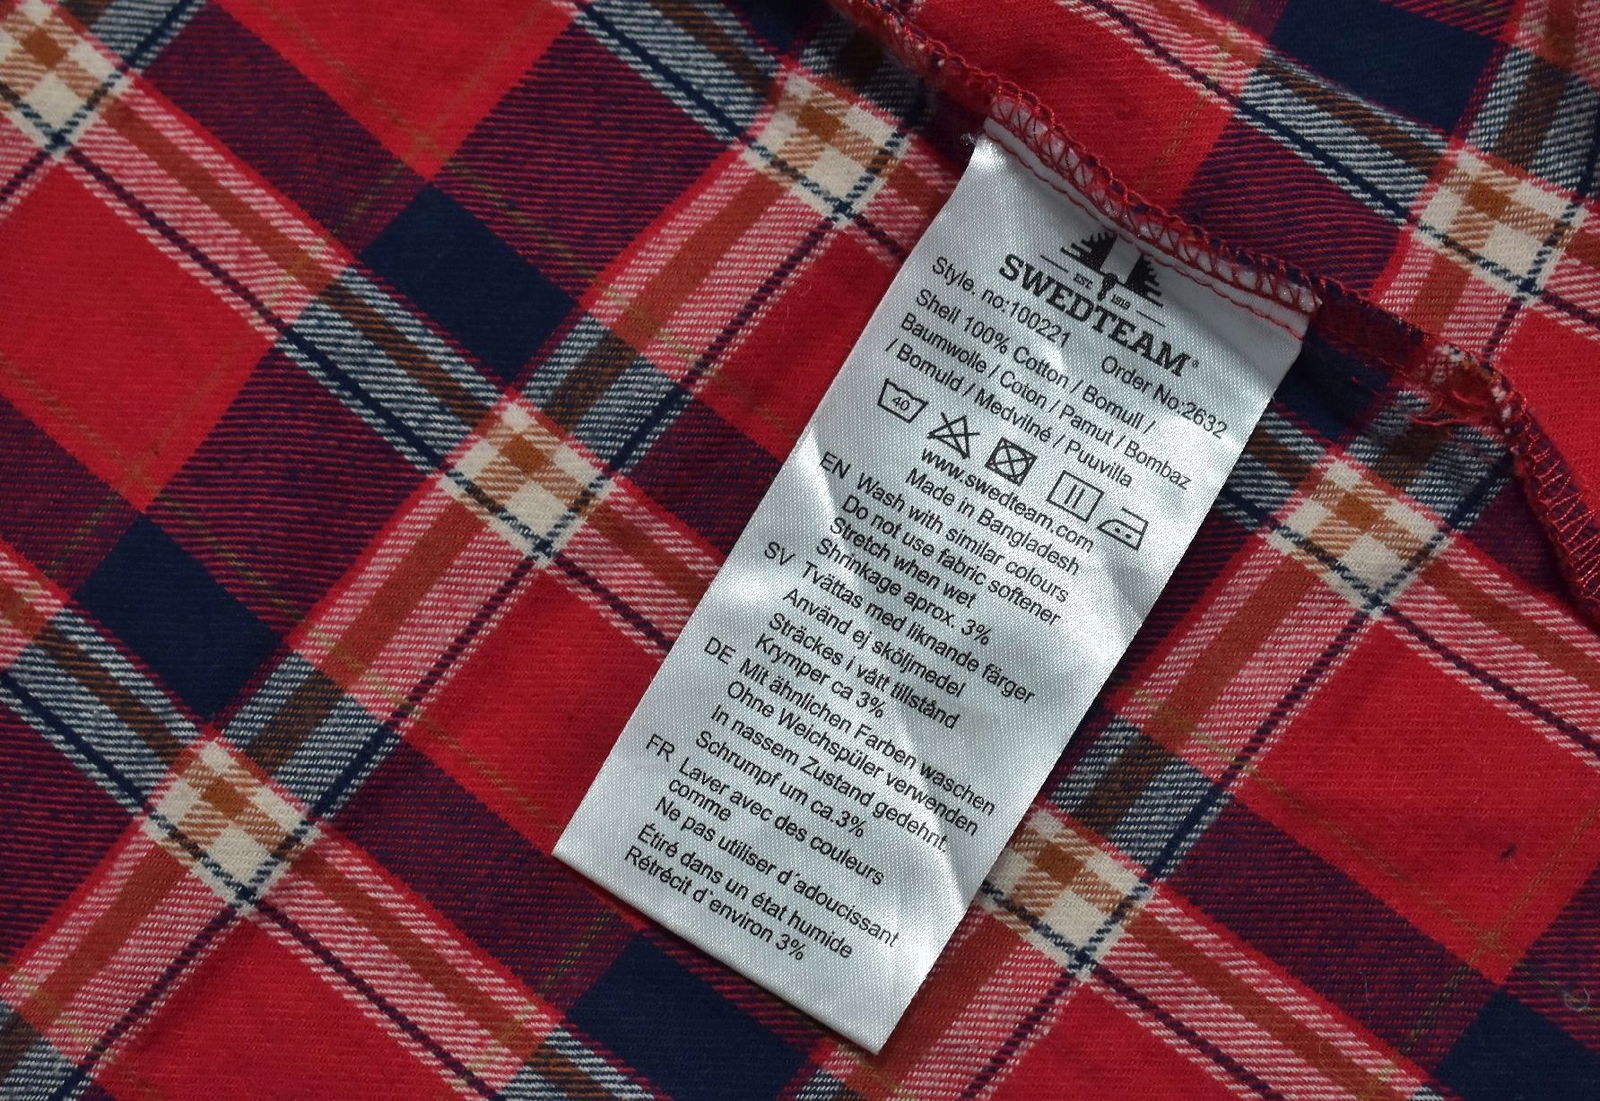 EST. 1919
SWEDTEAM®
Style. no:100221 Order No:2632
Shell 100% Cotton / Bomull /
Baumwolle / Coton / Pamut / Bombaz
/ Bomuld / Medvilné / Puuvilla
40
www.swedteam.com
Made in Bangladesh
EN Wash with similar colours
Do not use fabric softener
Stretch when wet
Shrinkage aprox. 3%
SV Tvättas med liknande färger
Använd ej sköljmedel
Sträckes i vått tillstånd
Krymper ca 3%
DE Mit ähnlichen Farben waschen
Ohne Weichspüler verwenden
In nassem Zustand gedehnt.
Schrumpf um ca.3%
FR Laver avec des couleurs
comme
Ne pas utiliser d´adoucissant
Étiré dans un état humide
Rétrécit d`environ 3%